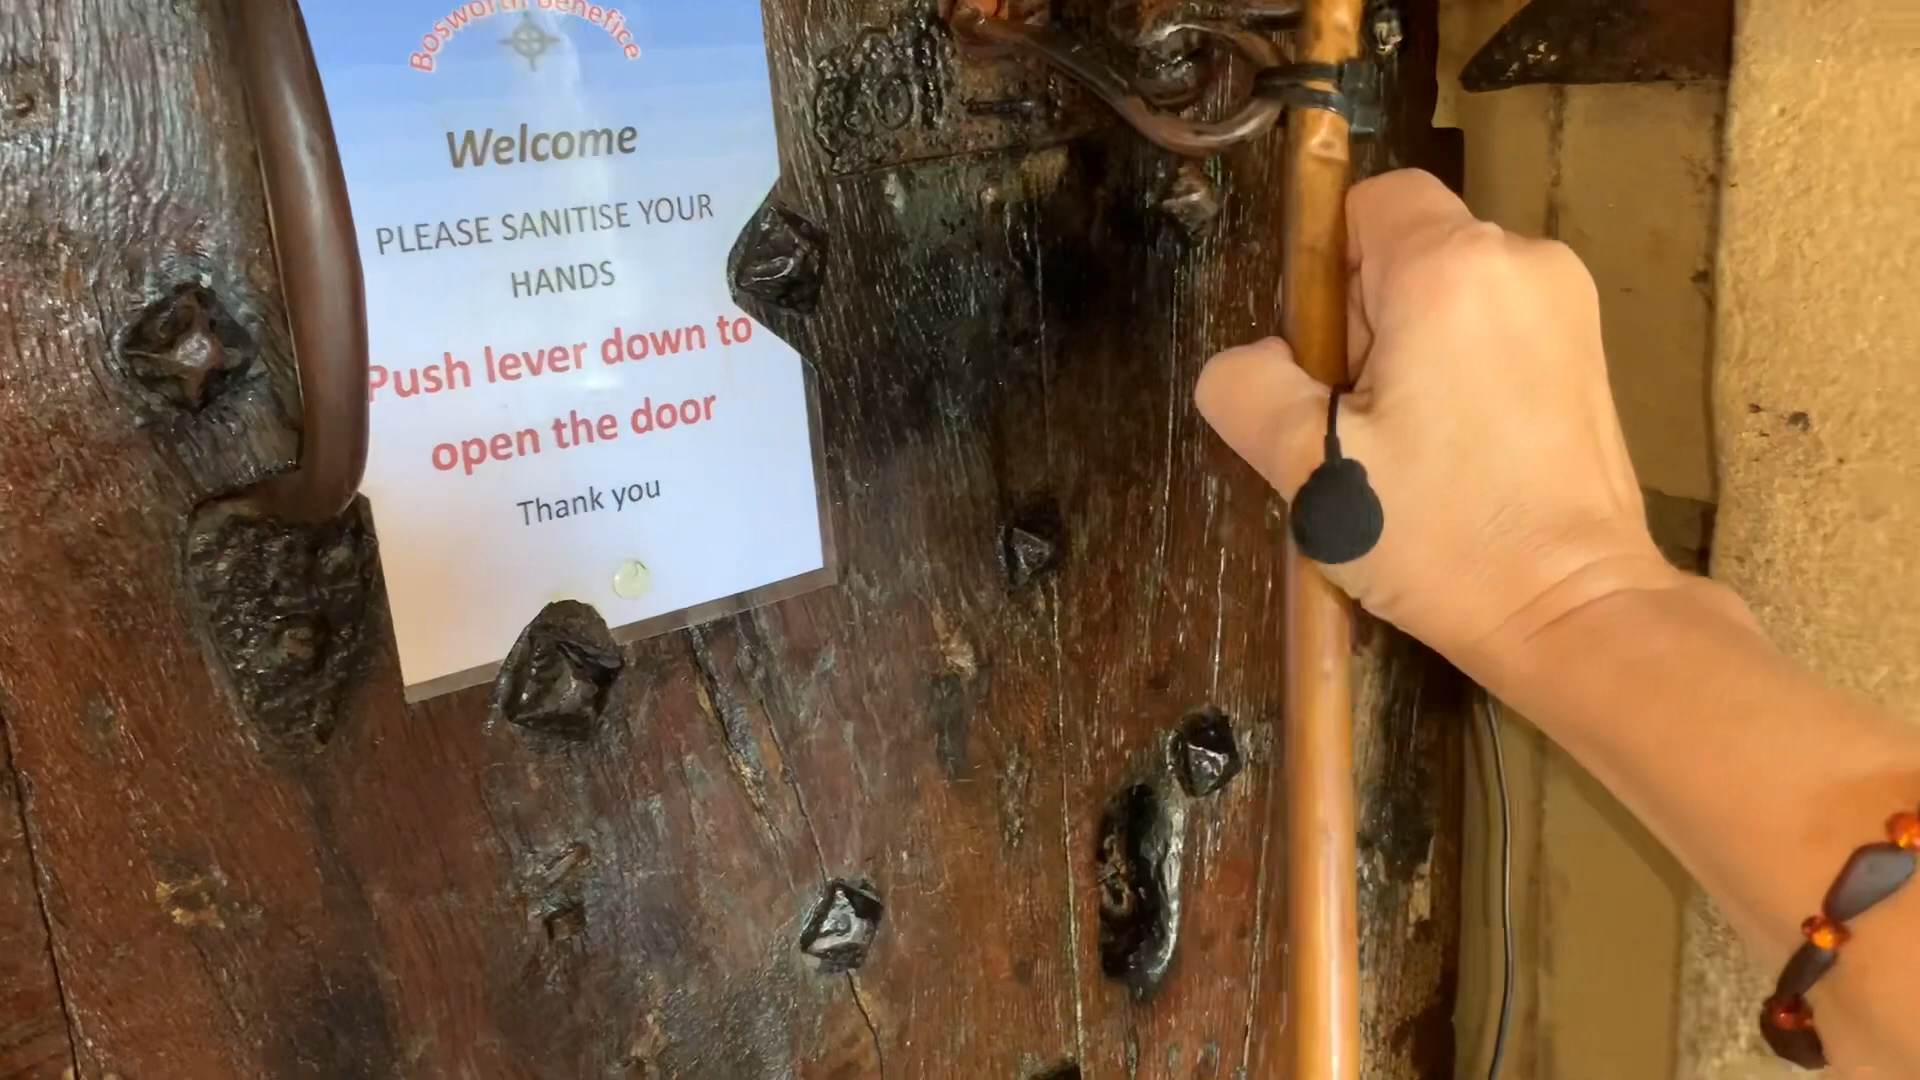 Bosworth Benefice
Welcome
PLEASE SANITISE YOUR
HANDS
Push lever down to
open the door
Thank you